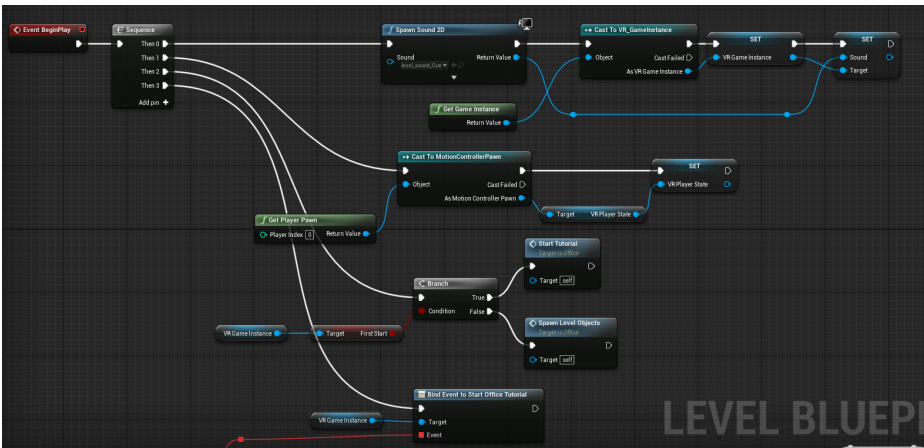 Event BeginPlay
Sequence
Then 0
Then 1
Then 2
Then 3
Add pin +
Spawn Sound 2D
Sound
level_sound_Cue
Return Value
Cast To VR_GameInstance
Object
Cast Failed
As VR Game Instance
SET
VR Game Instance
SET
Sound
Target
Get Game Instance
Return Value
Cast To MotionControllerPawn
Object
Cast Failed
As Motion Controller Pawn
Target VR Player State
SET
VR Player State
Get Player Pawn
Player Index 0 Return Value
Branch
True
Condition False
Start Tutorial
Target is Office
Target self
Spawn Level Objects
Target is Office
Target self
VR Game Instance
Target First Start
Bind Event to Start Office Tutorial
Target
Event
VR Game Instance
LEVEL BLUEP